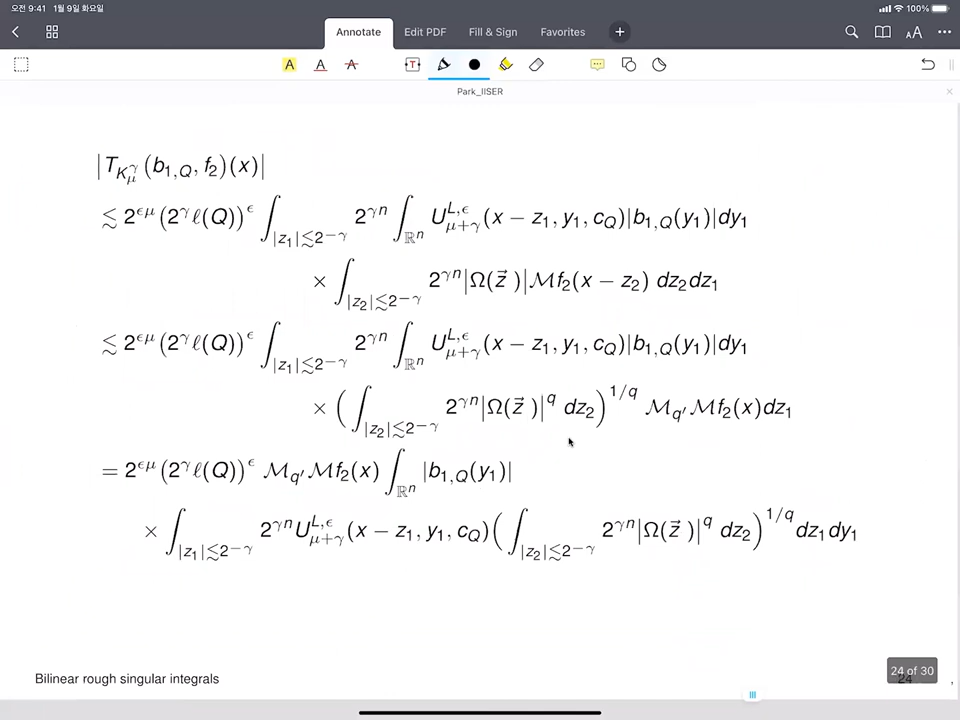 오전 9:41 1월 9일 화요일 100%
Annotate Edit PDF Fill & Sign Favorites
Park_IISER
|T_{K_μ^γ}(b_{1,Q}, f_2)(x)|
≲ 2^{ϵμ}(2^γ ℓ(Q))^ϵ ∫_{|z_1|≲2^{−γ}} 2^{γn} ∫_{ℝ^n} U_{μ+γ}^{L,ϵ}(x − z_1, y_1, c_Q)|b_{1,Q}(y_1)|dy_1
× ∫_{|z_2|≲2^{−γ}} 2^{γn}|Ω(z⃗ )|ℳf_2(x − z_2) dz_2dz_1
≲ 2^{ϵμ}(2^γ ℓ(Q))^ϵ ∫_{|z_1|≲2^{−γ}} 2^{γn} ∫_{ℝ^n} U_{μ+γ}^{L,ϵ}(x − z_1, y_1, c_Q)|b_{1,Q}(y_1)|dy_1
× (∫_{|z_2|≲2^{−γ}} 2^{γn}|Ω(z⃗ )|^q dz_2)^{1/q} ℳ_{q′}ℳf_2(x)dz_1
= 2^{ϵμ}(2^γ ℓ(Q))^ϵ ℳ_{q′}ℳf_2(x) ∫_{ℝ^n} |b_{1,Q}(y_1)|
× ∫_{|z_1|≲2^{−γ}} 2^{γn}U_{μ+γ}^{L,ϵ}(x − z_1, y_1, c_Q)(∫_{|z_2|≲2^{−γ}} 2^{γn}|Ω(z⃗ )|^q dz_2)^{1/q}dz_1dy_1
Bilinear rough singular integrals
24 of 30
24